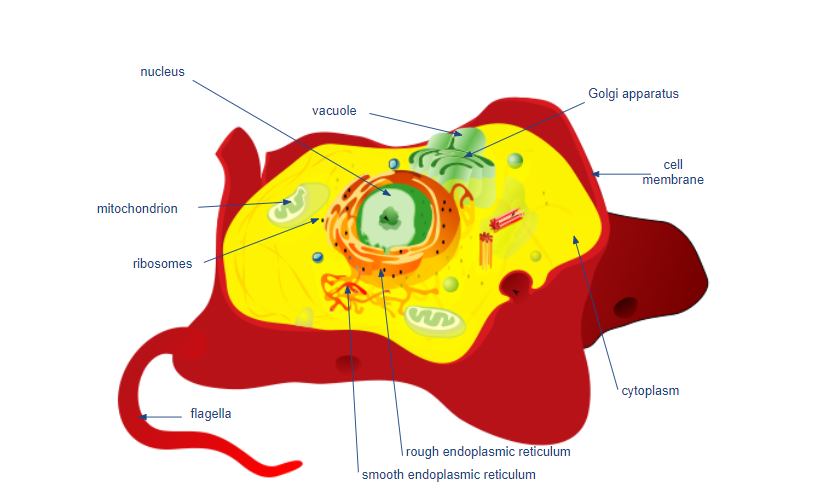 nucleus
Golgi apparatus
vacuole
cell
membrane
mitochondrion
ribosomes
cytoplasm
flagella
rough endoplasmic reticulum
smooth endoplasmic reticulum